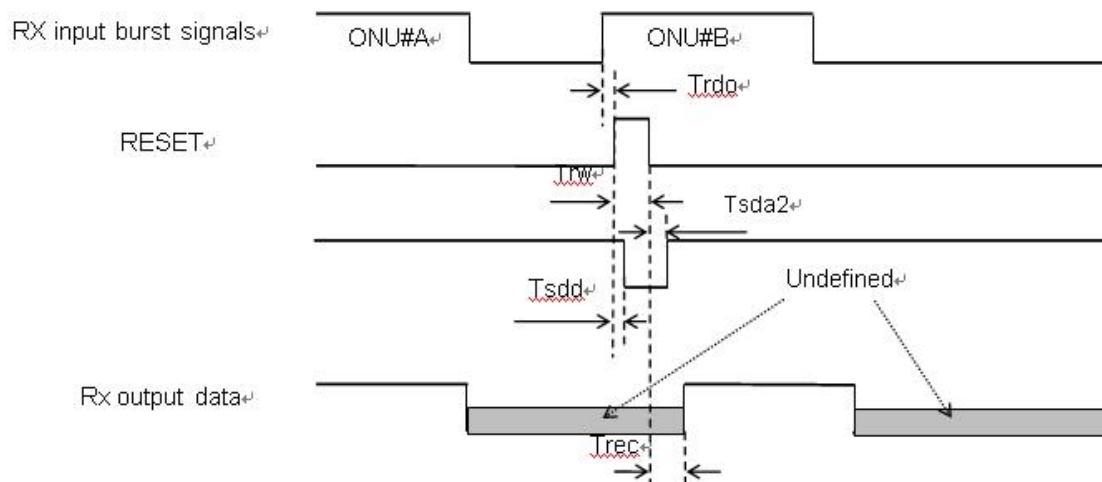 RX input burst signals↵
ONU#A↵
ONU#B↵
Trdo↵
RESET↵
Trw↵
Tsda2↵
Tsdd↵
Undefined↵
Rx output data↵
Trec↵